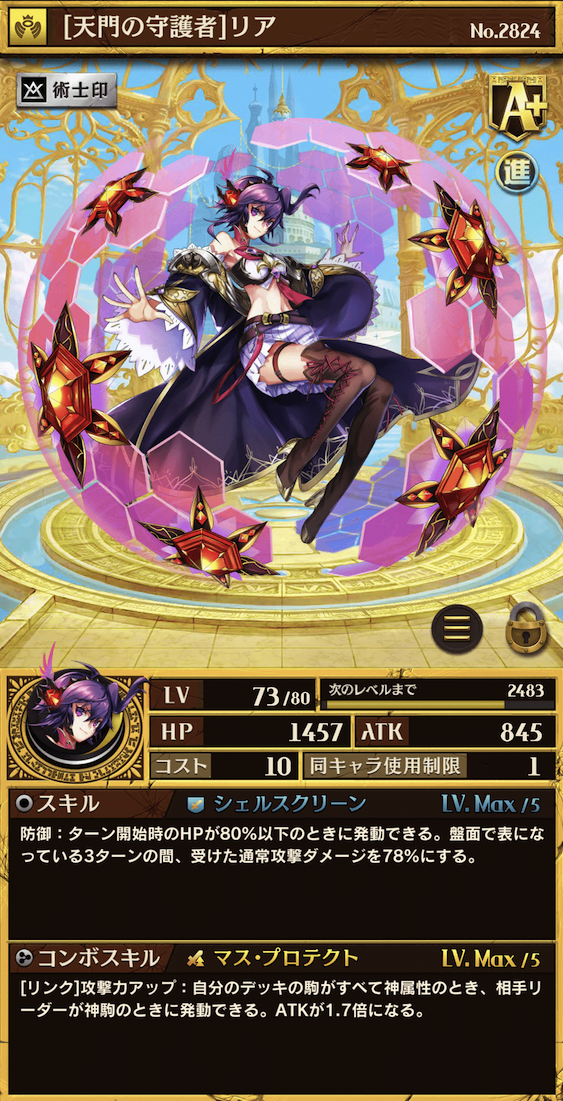 [天門の守護者]リア No.2824
術士印
A+
進
LV 73/80 次のレベルまで 2483
HP 1457 ATK 845
コスト 10 同キャラ使用制限 1
スキル シェルスクリーン LV. Max /5
防御：ターン開始時のHPが80%以下のときに発動できる。盤面で表にな
っている3ターンの間、受けた通常攻撃ダメージを78%にする。
コンボスキル マス・プロテクト LV. Max /5
[リンク]攻撃力アップ：自分のデッキの駒がすべて神属性のとき、相手リ
ーダーが神駒のときに発動できる。ATKが1.7倍になる。